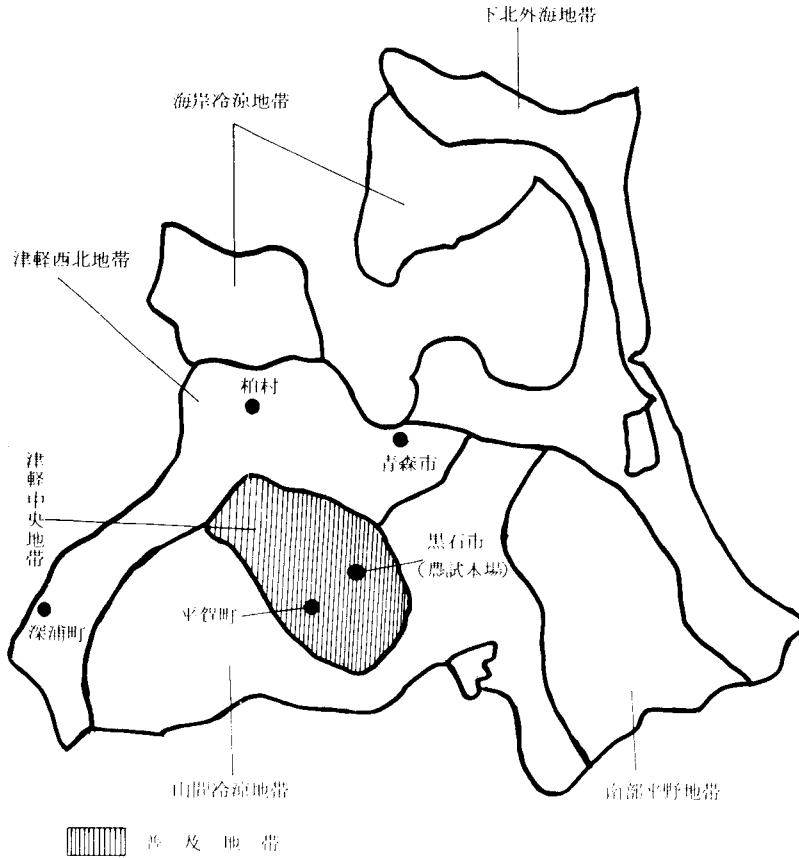 下北外海地帯
海岸冷涼地帯
津軽西北地帯
柏村
青森市
津軽中央地帯
黒石市
(農試本場)
平賀町
深浦町
山間冷涼地帯
南部平野地帯
普及地帯